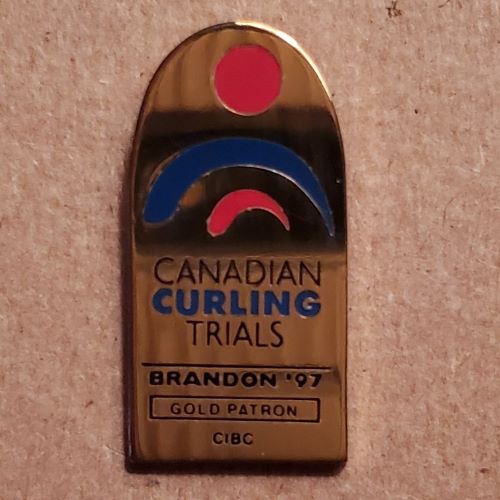 CANADIAN
CURLING
TRIALS
BRANDON '97
GOLD PATRON
CIBC